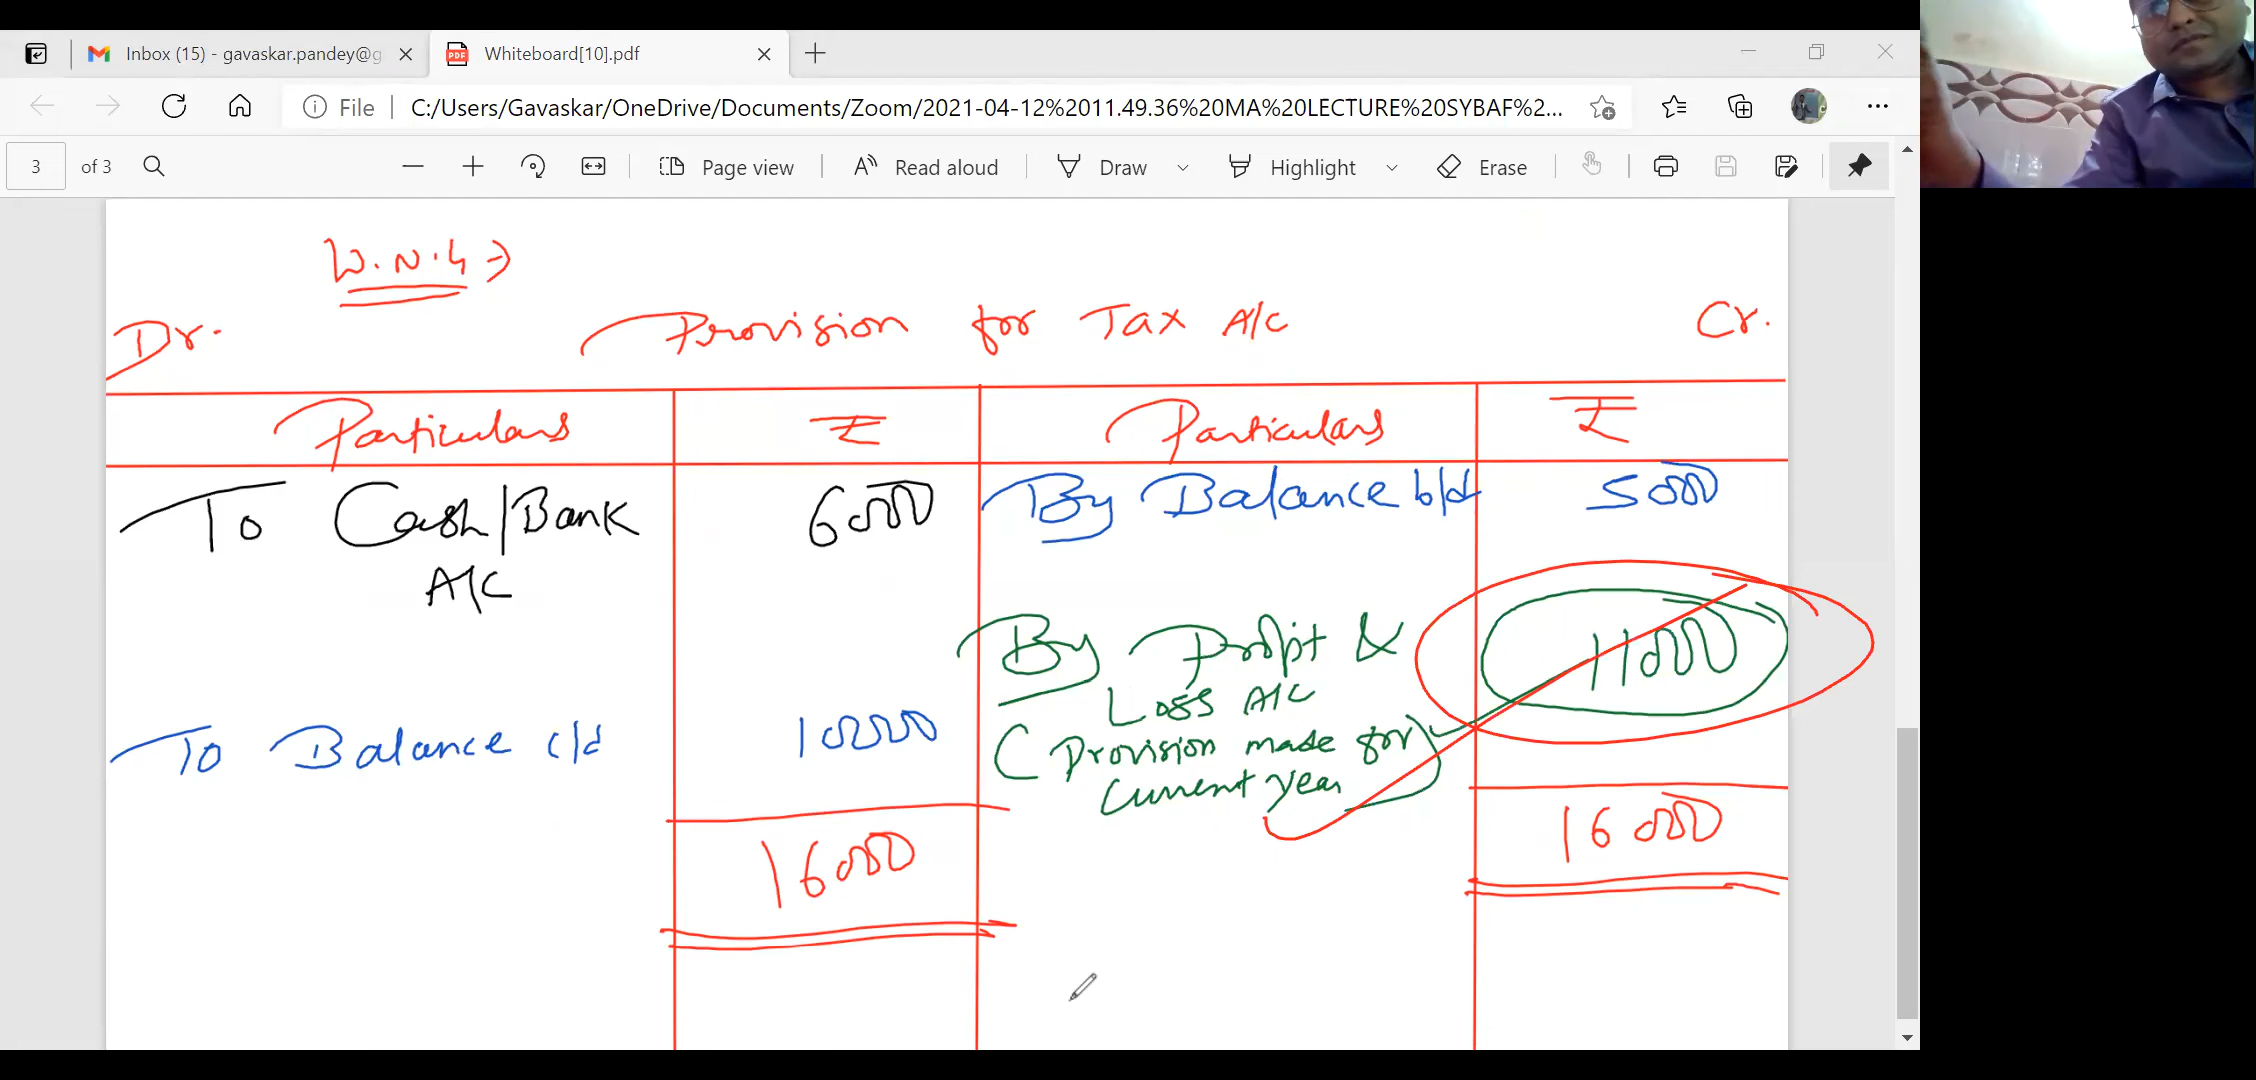 Inbox (15) - gavaskar.pandey@g
Whiteboard[10].pdf
File
C:/Users/Gavaskar/OneDrive/Documents/Zoom/2021-04-12%2011.49.36%20MA%20LECTURE%20SYBAF%2...
3 of 3
Page view
Read aloud
Draw
Highlight
Erase
W.N.4 ⇒
Dr. Provision for Tax A/c Cr.
Particulars ₹ Particulars ₹
To Cash/Bank 6000 By Balance b/d 5000
A/c
By Profit & 11000
Loss A/c
To Balance c/d 10000 (Provision made for
current year)
16000 16000